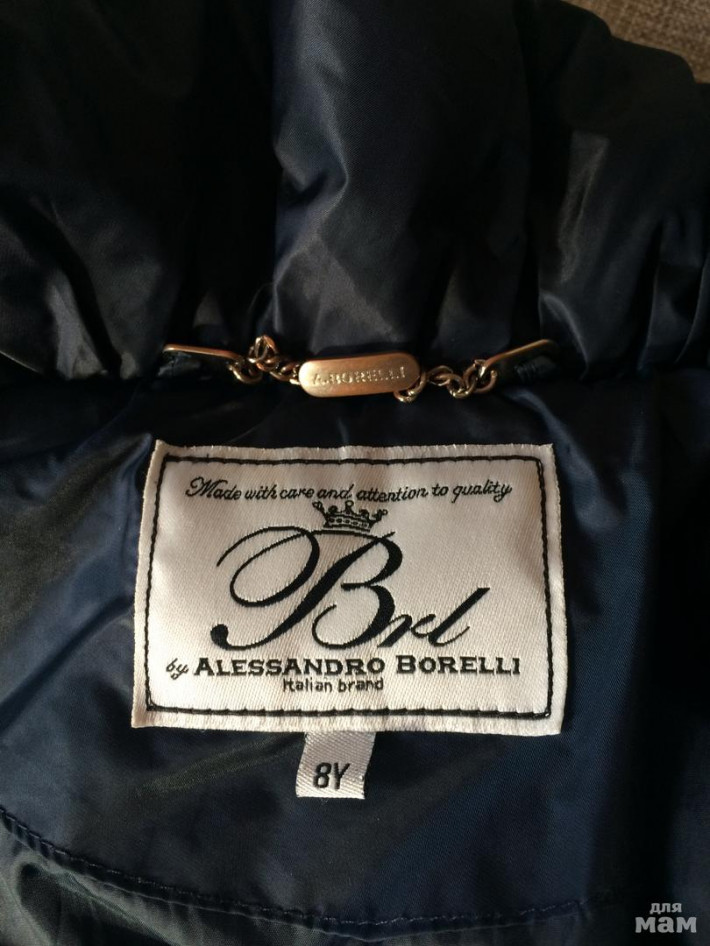 A.BORELLI
Made with care and attention to quality
Brl
by ALESSANDRO BORELLI
Italian brand
8Y
для
мам